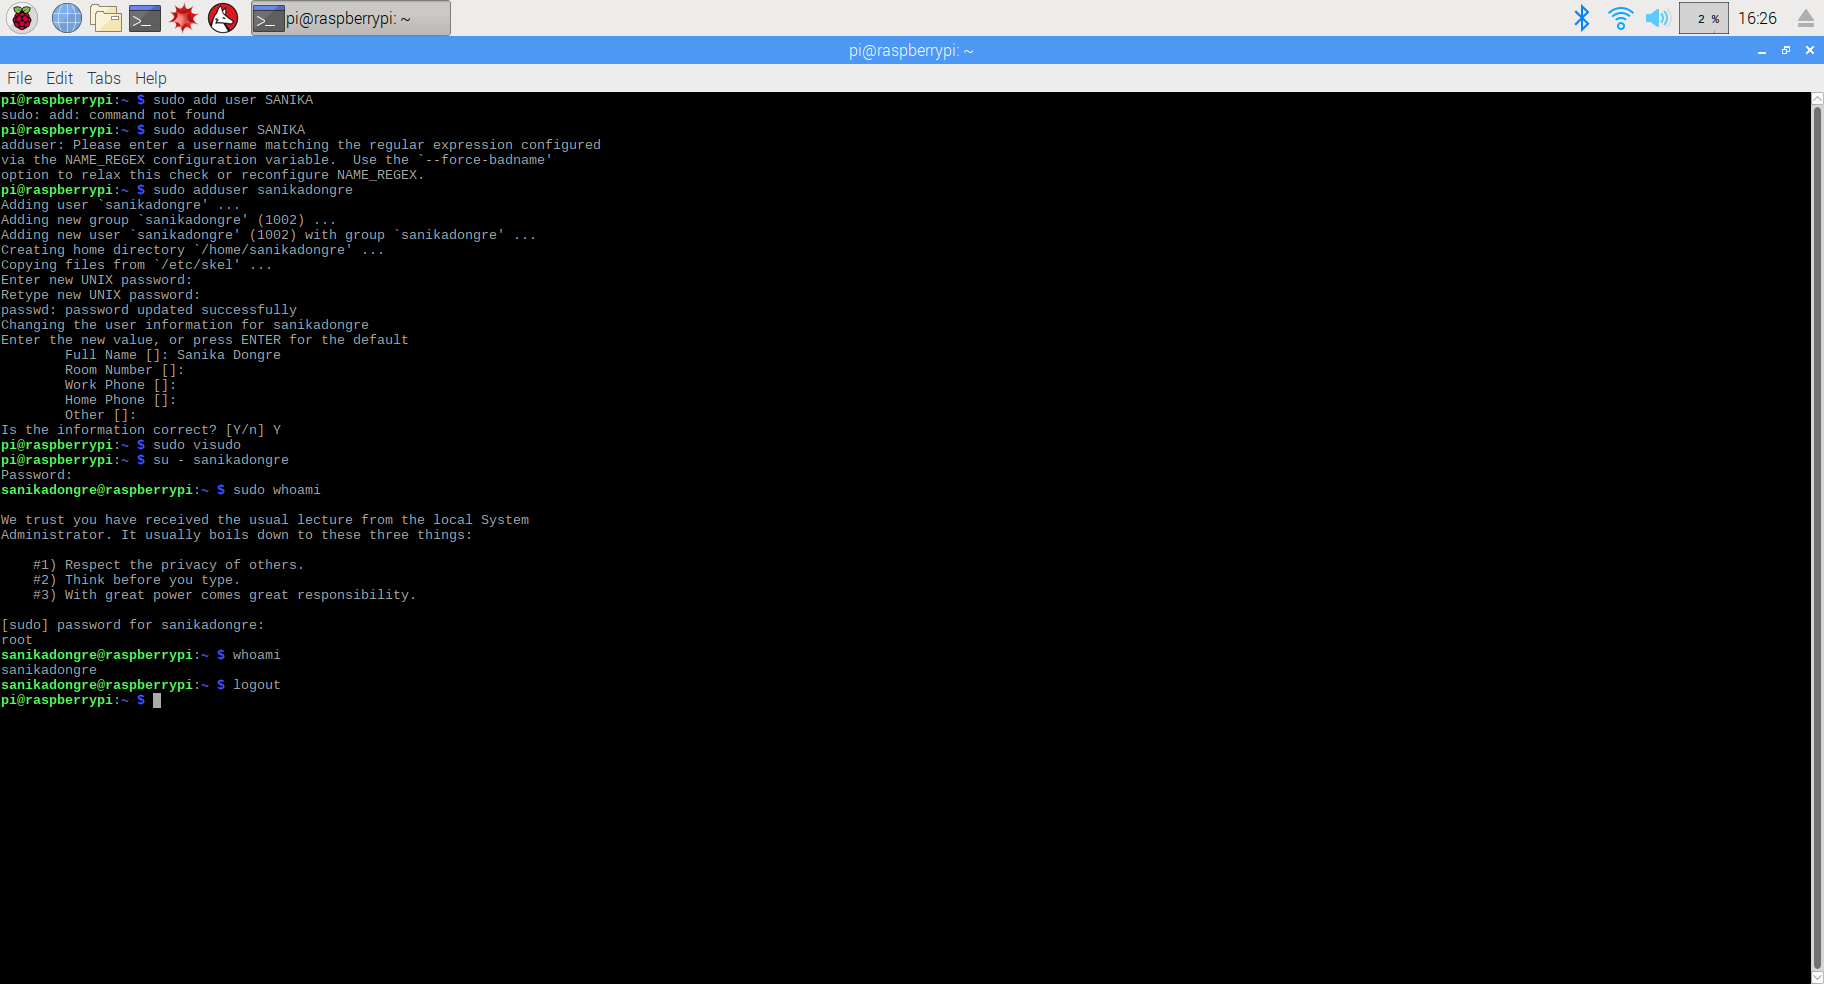 pi@raspberrypi: ~
2 %
16:26
pi@raspberrypi: ~
File Edit Tabs Help
pi@raspberrypi:~ $ sudo add user SANIKA
sudo: add: command not found
pi@raspberrypi:~ $ sudo adduser SANIKA
adduser: Please enter a username matching the regular expression configured
via the NAME_REGEX configuration variable.  Use the `--force-badname'
option to relax this check or reconfigure NAME_REGEX.
pi@raspberrypi:~ $ sudo adduser sanikadongre
Adding user `sanikadongre' ...
Adding new group `sanikadongre' (1002) ...
Adding new user `sanikadongre' (1002) with group `sanikadongre' ...
Creating home directory `/home/sanikadongre' ...
Copying files from `/etc/skel' ...
Enter new UNIX password:
Retype new UNIX password:
passwd: password updated successfully
Changing the user information for sanikadongre
Enter the new value, or press ENTER for the default
        Full Name []: Sanika Dongre
        Room Number []:
        Work Phone []:
        Home Phone []:
        Other []:
Is the information correct? [Y/n] Y
pi@raspberrypi:~ $ sudo visudo
pi@raspberrypi:~ $ su - sanikadongre
Password:
sanikadongre@raspberrypi:~ $ sudo whoami
We trust you have received the usual lecture from the local System
Administrator. It usually boils down to these three things:
    #1) Respect the privacy of others.
    #2) Think before you type.
    #3) With great power comes great responsibility.
[sudo] password for sanikadongre:
root
sanikadongre@raspberrypi:~ $ whoami
sanikadongre
sanikadongre@raspberrypi:~ $ logout
pi@raspberrypi:~ $